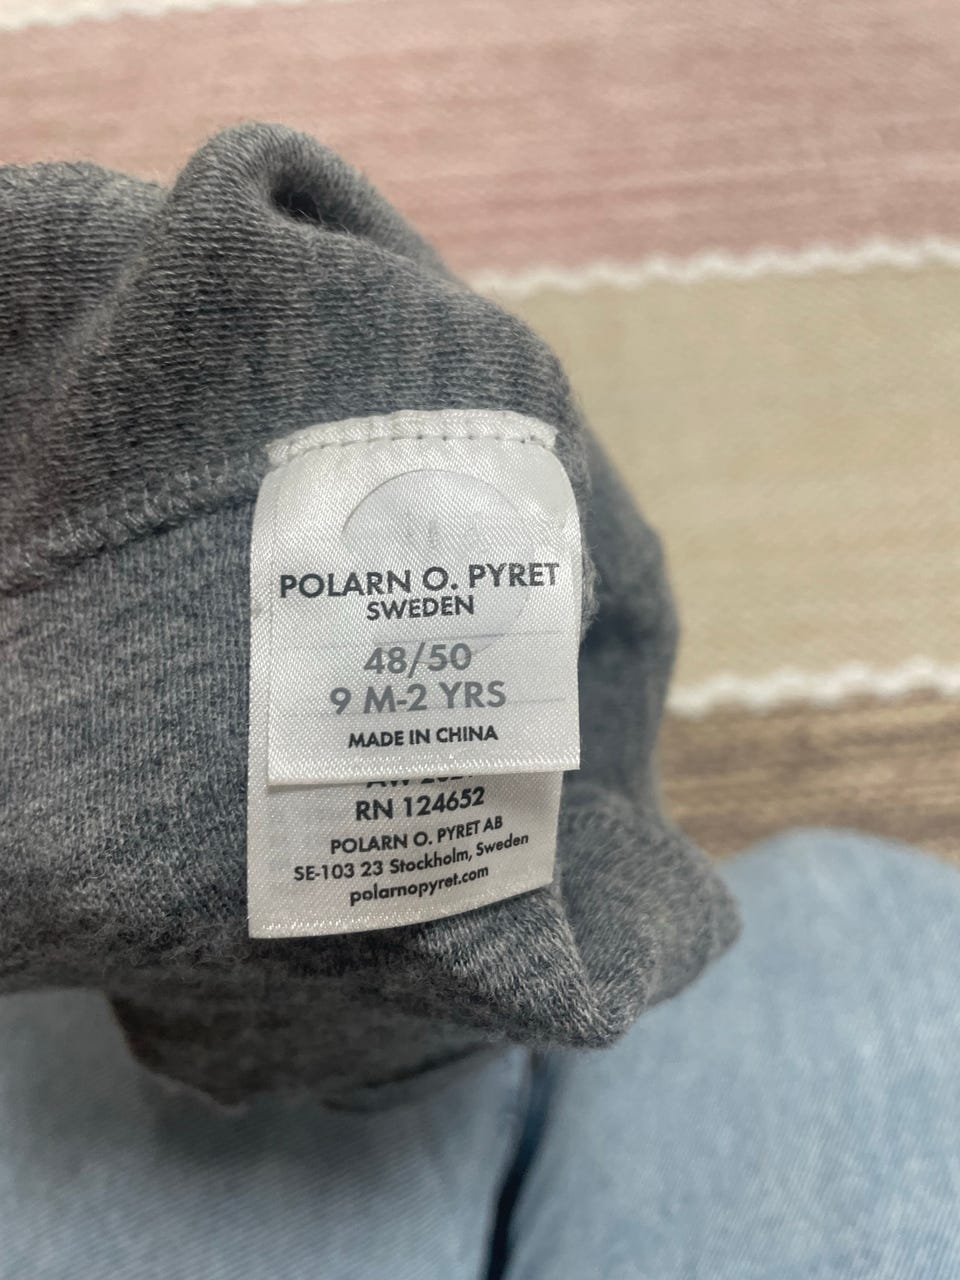 POLARN O. PYRET
SWEDEN
48/50
9 M-2 YRS
MADE IN CHINA
AW
RN 124652
POLARN O. PYRET AB
SE-103 23 Stockholm, Sweden
polarnopyret.com